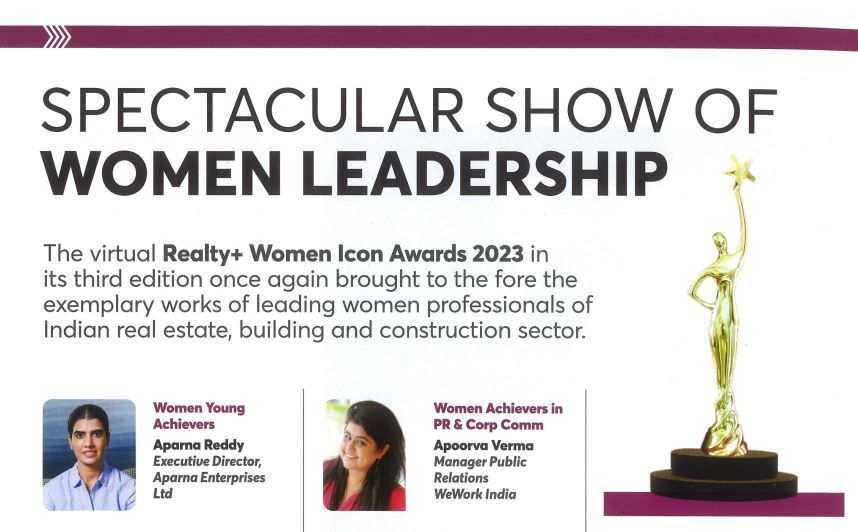 SPECTACULAR SHOW OF
WOMEN LEADERSHIP
The virtual Realty+ Women Icon Awards 2023 in
its third edition once again brought to the fore the
exemplary works of leading women professionals of
Indian real estate, building and construction sector.
Women Young
Achievers
Aparna Reddy
Executive Director,
Aparna Enterprises
Ltd
Women Achievers in
PR & Corp Comm
Apoorva Verma
Manager Public
Relations
WeWork India